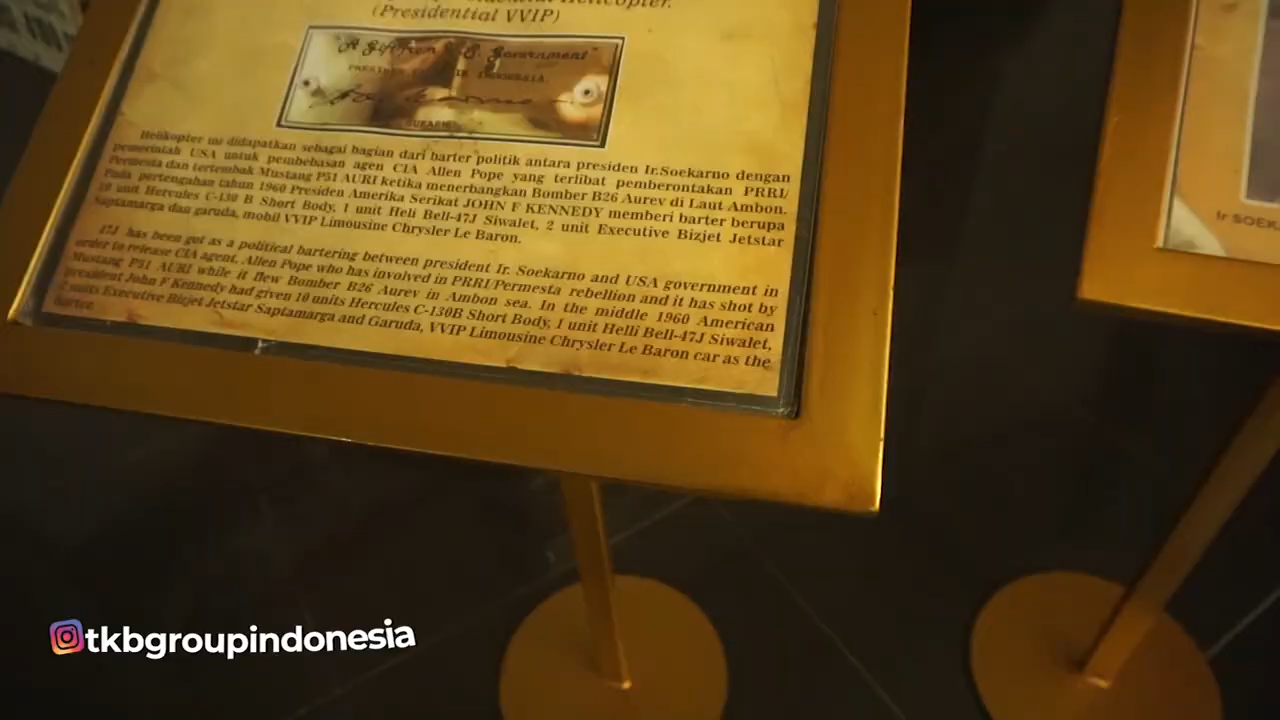 Presidential Helicopter.
(Presidential VVIP)
"A Gift from U.S. Government"
PRESIDEN REPUBLIK INDONESIA
SUKARNO
Helikopter ini didapatkan sebagai bagian dari barter politik antara presiden Ir.Soekarno dengan
pemerintah USA untuk pembebasan agen CIA Allen Pope yang terlibat pemberontakan PRRI/
Permesta dan tertembak Mustang P51 AURI ketika menerbangkan Bomber B26 Aurev di Laut Ambon.
Pada pertengahan tahun 1960 Presiden Amerika Serikat JOHN F KENNEDY memberi barter berupa
10 unit Hercules C-130 B Short Body, 1 unit Heli Bell-47J Siwalet, 2 unit Executive Bizjet Jetstar
Saptamarga dan garuda, mobil VVIP Limousine Chrysler Le Baron.
47J has been got as a political bartering between president Ir. Soekarno and USA government in
order to release CIA agent. Allen Pope who has involved in PRRI/Permesta rebellion and it has shot by
Mustang P51 AURI while it flew Bomber B26 Aurev in Ambon sea. In the middle 1960 American
president John F Kennedy had given 10 units Hercules C-130B Short Body, 1 unit Helli Bell-47J Siwalet,
2 units Executive Bizjet Jetstar Saptamarga and Garuda, VVIP Limousine Chrysler Le Baron car as the
barter.
Ir SOEK
tkbgroupindonesia